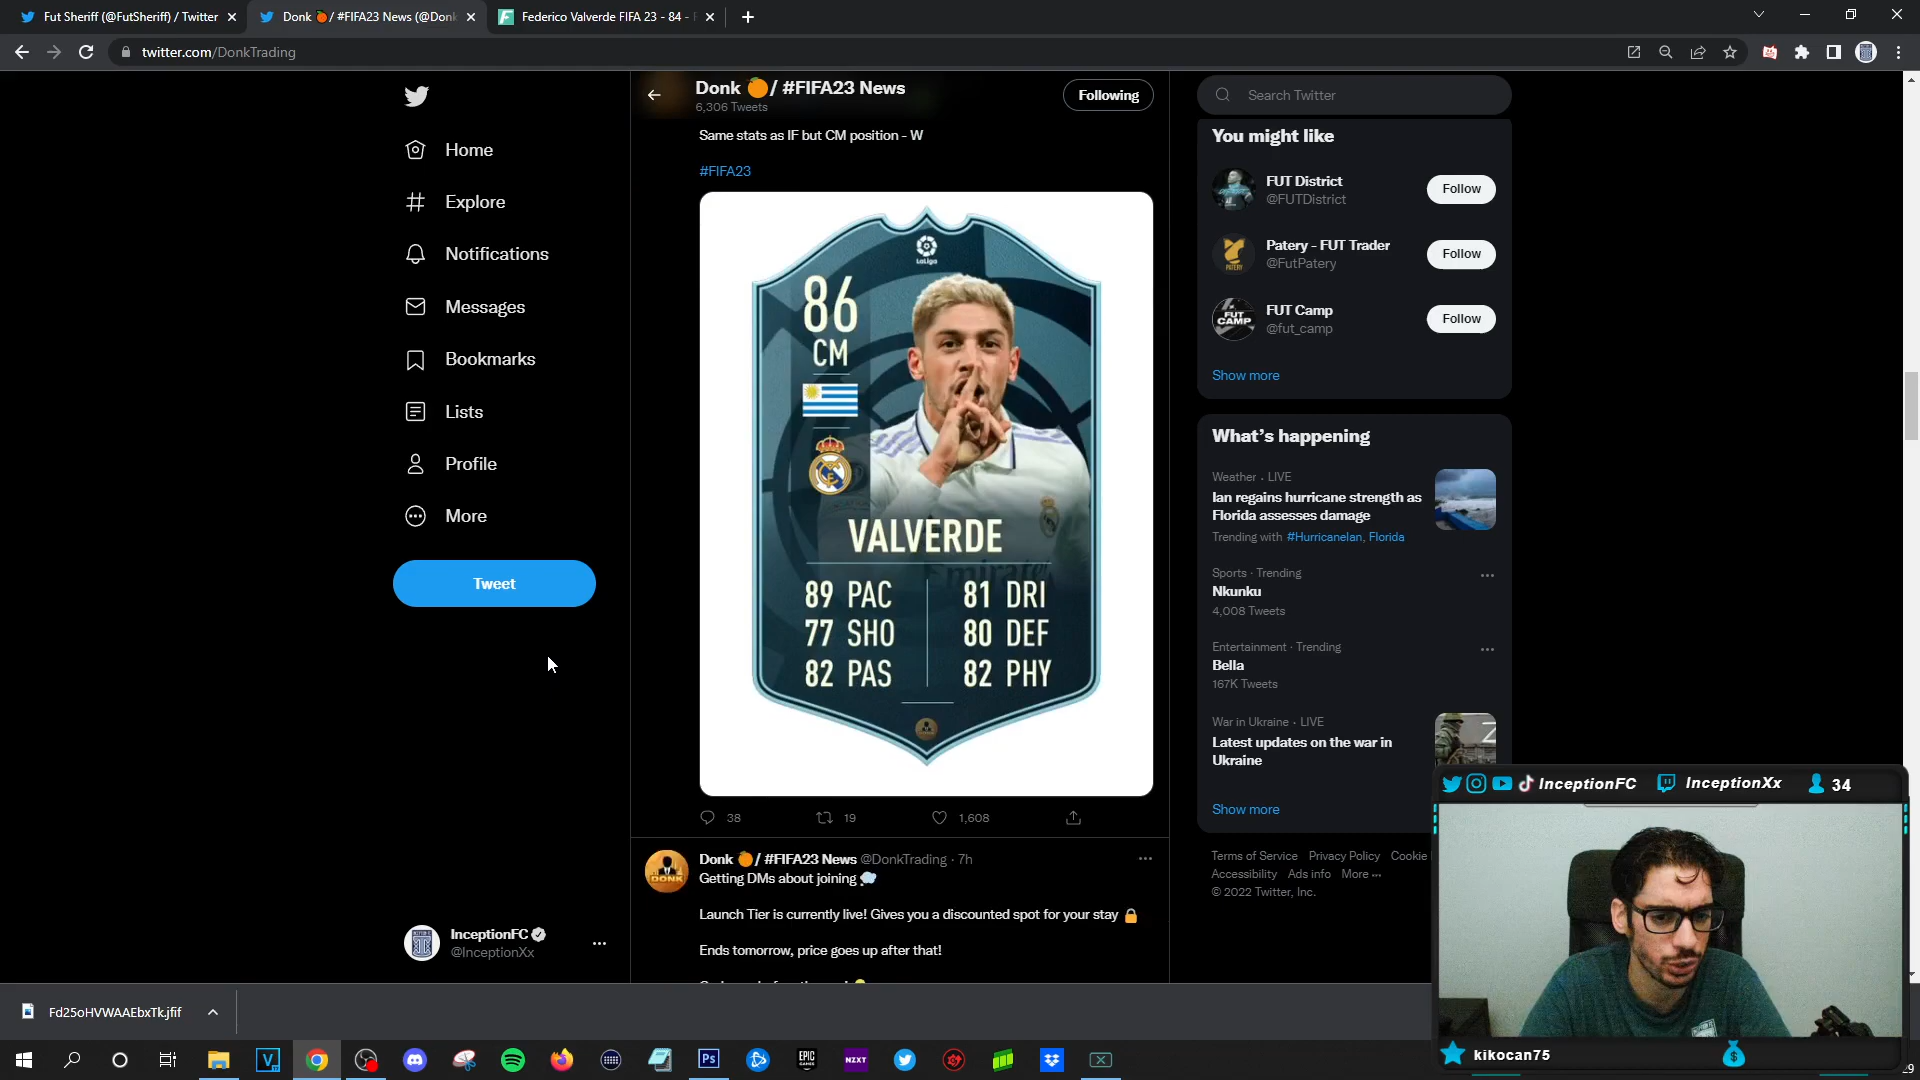 Fut Sheriff (@FutSheriff) / Twitter
Donk 🍊/ #FIFA23 News (@Donk
Federico Valverde FIFA 23 - 84 -
twitter.com/DonkTrading
Donk 🍊/ #FIFA23 News
6,306 Tweets
Following
Same stats as IF but CM position - W
#FIFA23
Home
Explore
Notifications
Messages
Bookmarks
Lists
Profile
More
Tweet
InceptionFC
@InceptionXx
LaLiga
86
CM
VALVERDE
89 PAC 81 DRI
77 SHO 80 DEF
82 PAS 82 PHY
38 19 1,608
Donk 🍊/ #FIFA23 News @DonkTrading · 7h
Getting DMs about joining 💭
Launch Tier is currently live! Gives you a discounted spot for your stay 🔒
Ends tomorrow, price goes up after that!
Search Twitter
You might like
FUT District
@FUTDistrict
Follow
Patery - FUT Trader
@FutPatery
Follow
FUT Camp
@fut_camp
Follow
Show more
What's happening
Weather · LIVE
Ian regains hurricane strength as
Florida assesses damage
Trending with #HurricaneIan, Florida
Sports · Trending
Nkunku
4,008 Tweets
Entertainment · Trending
Bella
167K Tweets
War in Ukraine · LIVE
Latest updates on the war in
Ukraine
Show more
Terms of Service Privacy Policy Cookie
Accessibility Ads info More ···
© 2022 Twitter, Inc.
InceptionFC InceptionXx 34
kikocan75
Fd25oHVWAAEbxTk.jfif